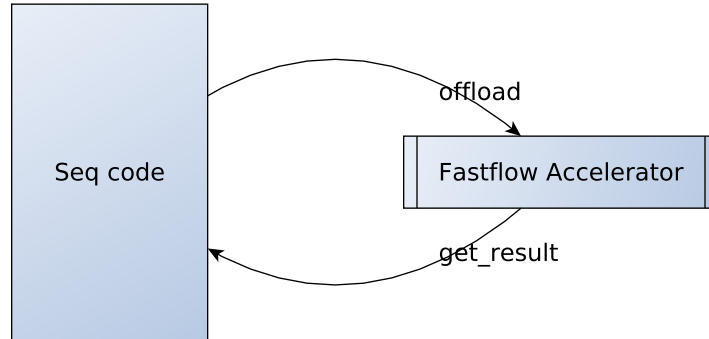 offload
Seq code
Fastflow Accelerator
get_result